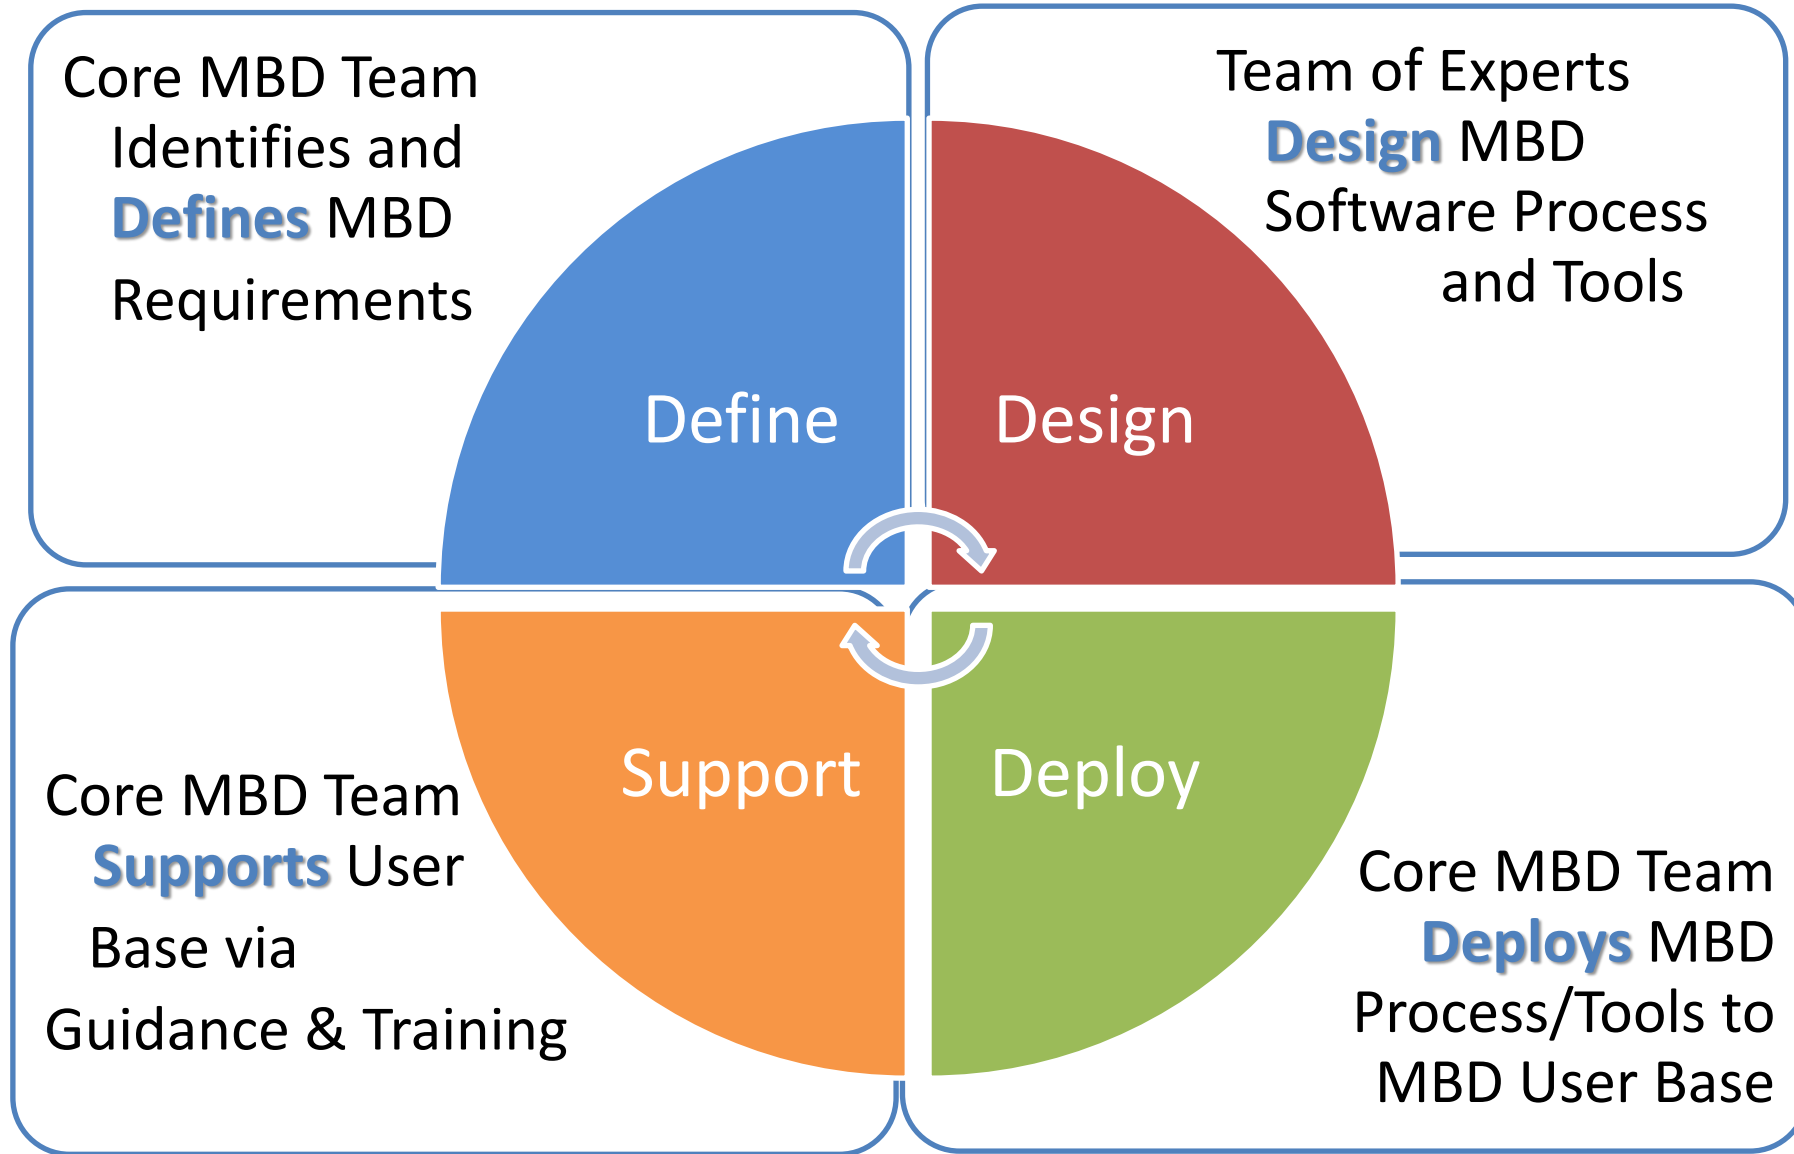 Core MBD Team
Identifies and
Defines MBD
Requirements
Team of Experts
Design MBD
Software Process
and Tools
Define
Design
Support
Deploy
Core MBD Team
Supports User
Base via
Guidance & Training
Core MBD Team
Deploys MBD
Process/Tools to
MBD User Base